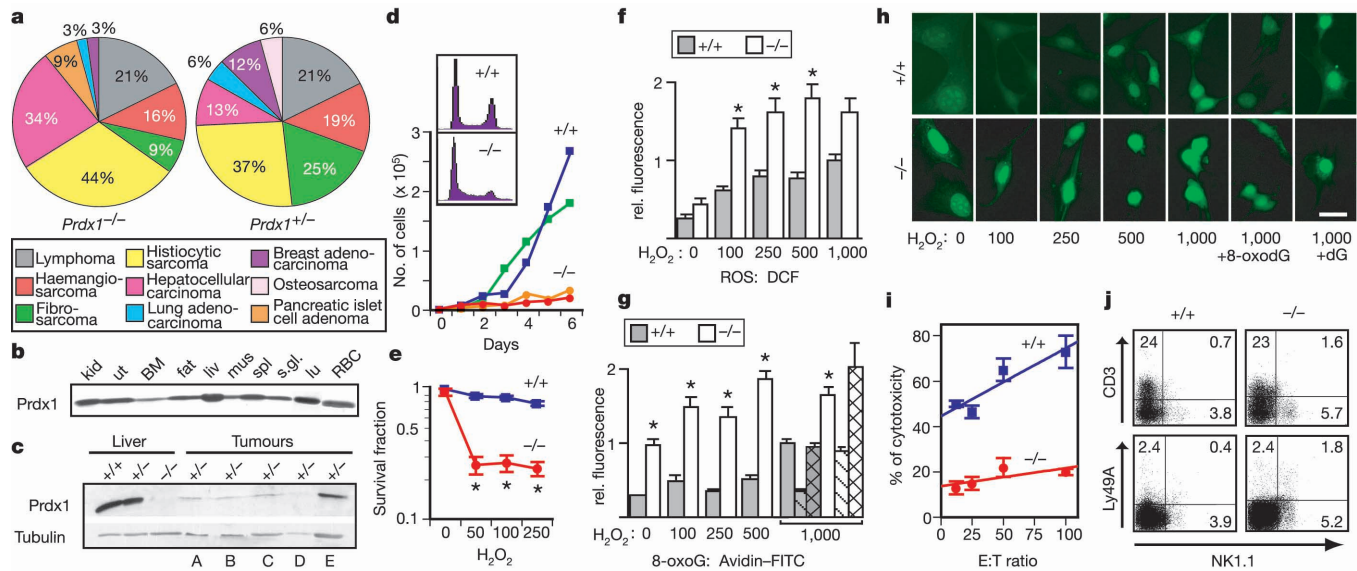 a
3%
3%
21%
16%
9%
44%
34%
9%
Prdx1−/−
6%
21%
19%
25%
37%
13%
6%
12%
Prdx1+/−
Lymphoma
Histiocytic sarcoma
Breast adeno-carcinoma
Haemangio-sarcoma
Hepatocellular carcinoma
Osteosarcoma
Fibro-sarcoma
Lung adeno-carcinoma
Pancreatic islet cell adenoma
b
kid ut BM fat liv mus spl s.gl. lu RBC
Prdx1
c
Liver Tumours
+/+ +/− −/− +/− +/− +/− +/− +/−
Prdx1
Tubulin
A B C D E
d
+/+
−/−
No. of cells (x 10⁵)
3
2
1
0
+/+
−/−
0 2 4 6
Days
e
Survival fraction
1
0.5
0.1
+/+
−/−
* * *
0 50 100 250
H2O2
f
+/+ −/−
rel. fluorescence
2
1
* * *
H2O2: 0 100 250 500 1,000
ROS: DCF
g
+/+ −/−
rel. fluorescence
2
1
* * * * *
H2O2: 0 100 250 500 1,000
8-oxoG: Avidin–FITC
h
+/+
−/−
H2O2: 0 100 250 500 1,000 1,000 1,000
+8-oxodG +dG
i
% of cytotoxicity
80
60
40
20
0
+/+
−/−
0 25 50 75 100
E:T ratio
j
+/+ −/−
CD3
24 0.7
3.8
23 1.6
5.7
Ly49A
2.4 0.4
3.9
2.4 1.8
5.2
NK1.1